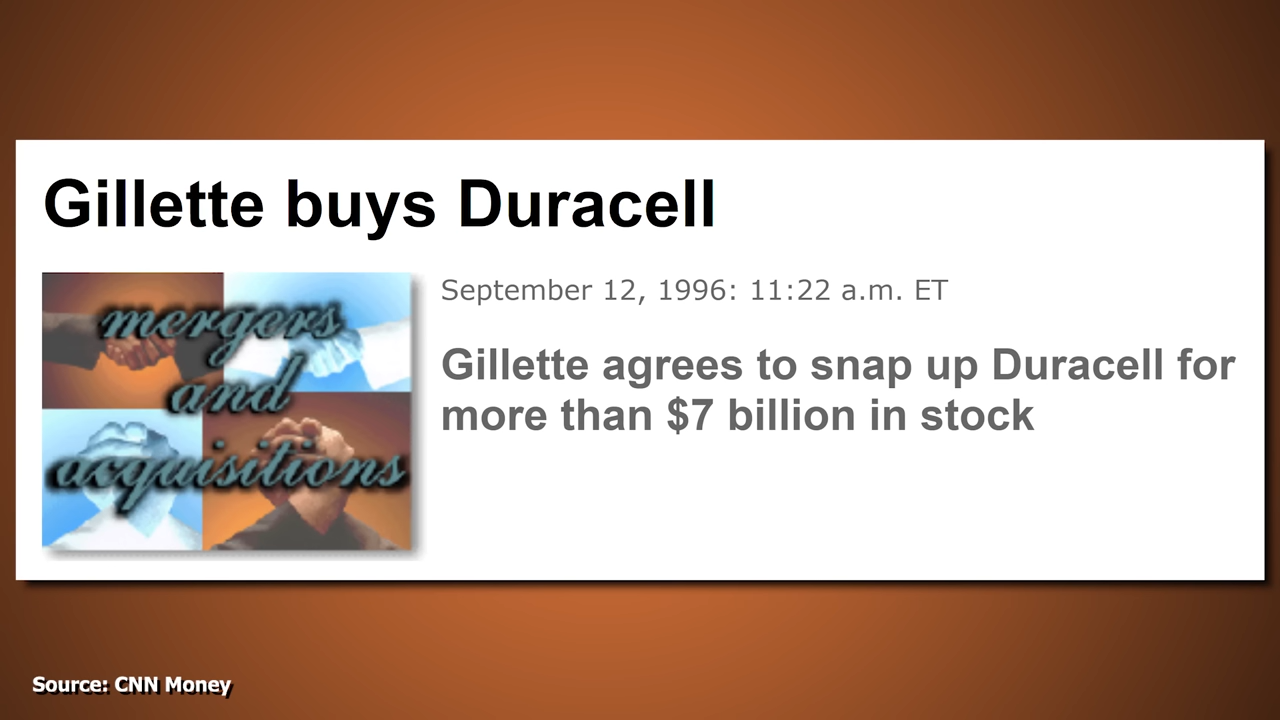 Gillette buys Duracell
mergers
and
acquisitions
September 12, 1996: 11:22 a.m. ET
Gillette agrees to snap up Duracell for
more than $7 billion in stock
Source: CNN Money